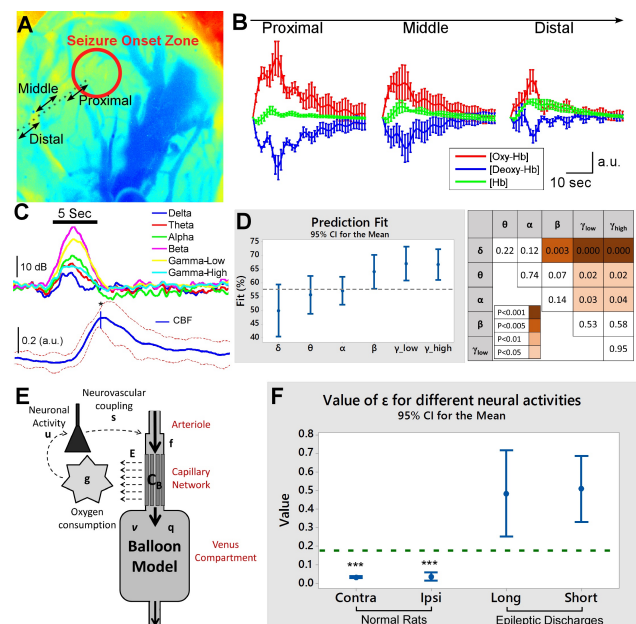 A
Seizure Onset Zone
Middle
Proximal
Distal
B
Proximal Middle Distal
[Oxy-Hb]
[Deoxy-Hb]
[Hb]
a.u.
10 sec
C
5 Sec
Delta
Theta
Alpha
Beta
Gamma-Low
Gamma-High
10 dB
*
CBF
0.2 (a.u.)
D
Prediction Fit
95% CI for the Mean
Fit (%)
75
70
65
60
55
50
45
40
δ θ α β γ_low γ_high
θ α β γlow γhigh
δ 0.22 0.12 0.003 0.000 0.000
θ 0.74 0.07 0.02 0.02
α 0.14 0.03 0.04
β 0.53 0.58
γlow 0.95
P<0.001
P<0.005
P<0.01
P<0.05
E
Neurovascular
coupling
s
Neuronal
Activity
u
Arteriole
f
E
g
CB
Capillary
Network
Oxygen
consumption
v q
Balloon
Model
Venus
Compartment
F
Value of ε for different neural activities
95% CI for the Mean
Value
0.8
0.7
0.6
0.5
0.4
0.3
0.2
0.1
0.0
*** ***
Contra Ipsi Long Short
Normal Rats Epileptic Discharges